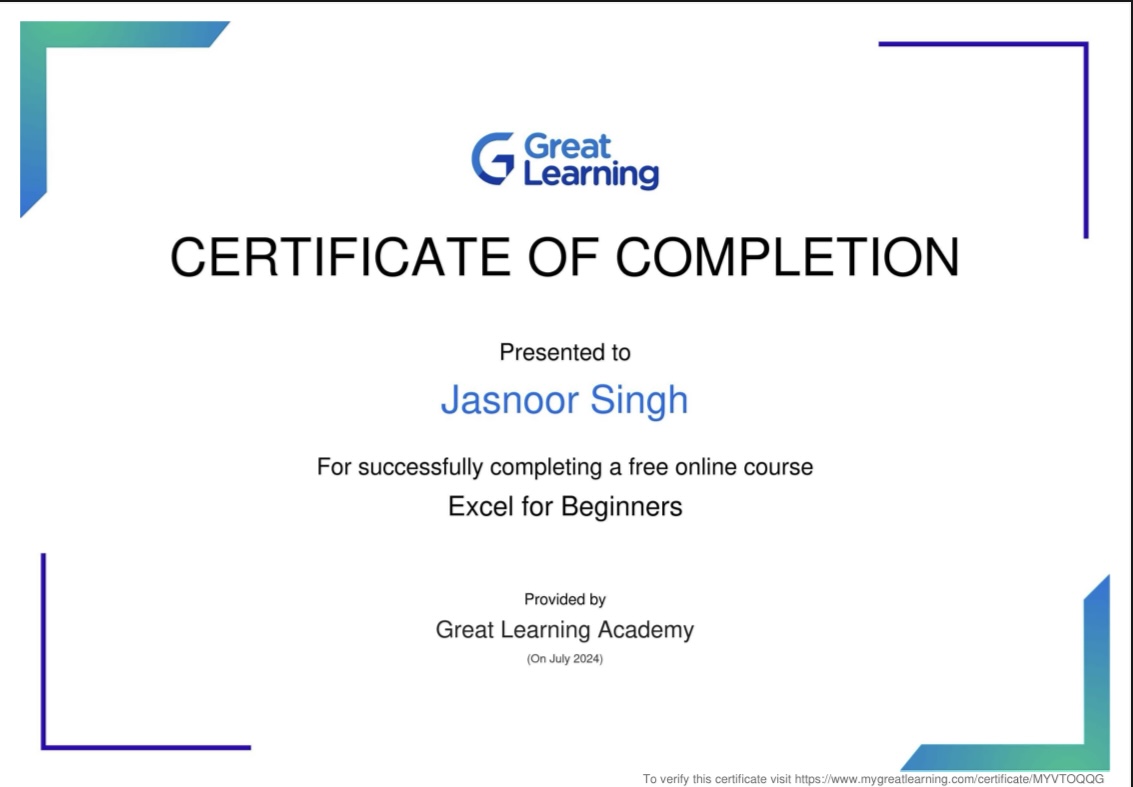 Great
Learning
CERTIFICATE OF COMPLETION
Presented to
Jasnoor Singh
For successfully completing a free online course
Excel for Beginners
Provided by
Great Learning Academy
(On July 2024)
To verify this certificate visit https://www.mygreatlearning.com/certificate/MYVTOQQG